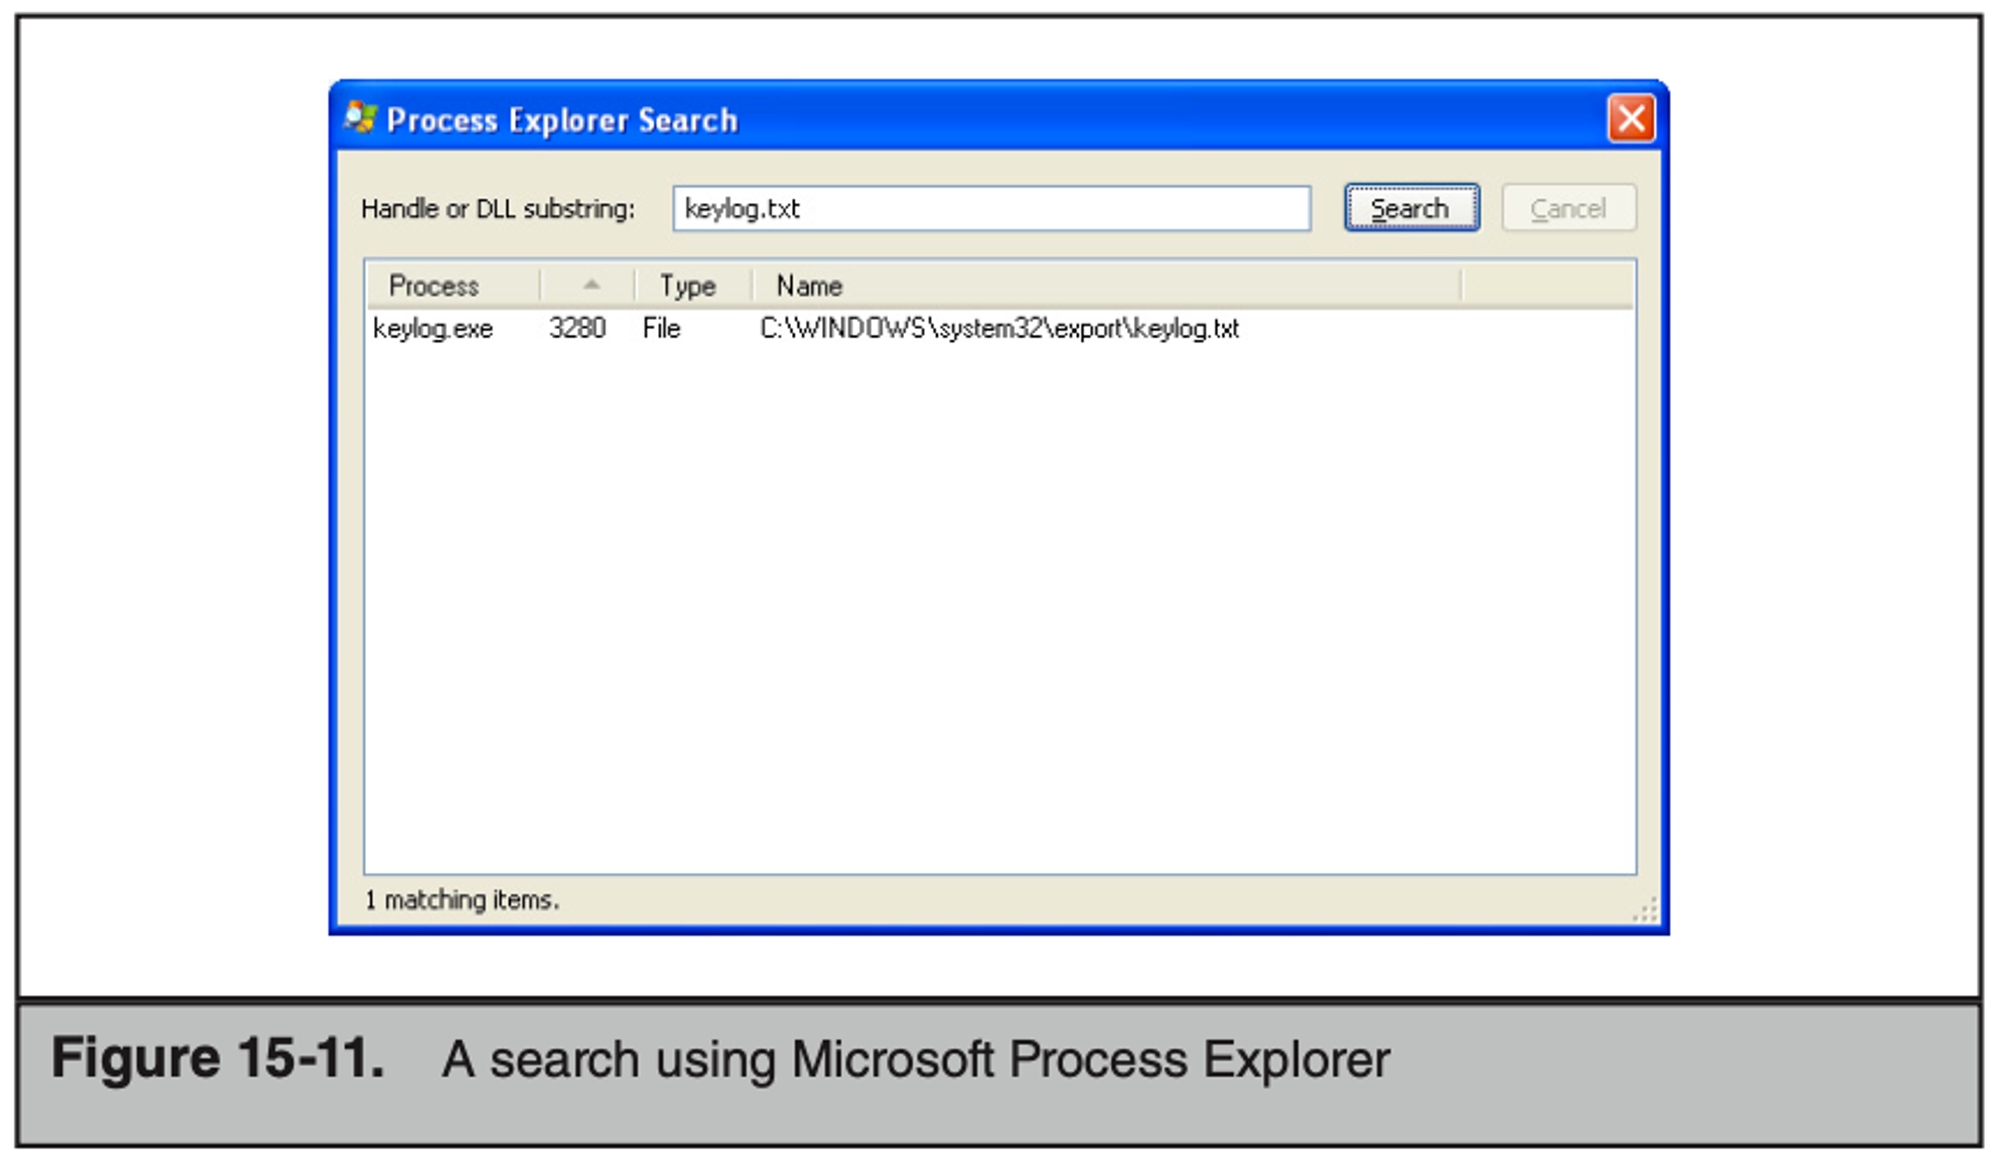 Process Explorer Search
Handle or DLL substring: keylog.txt Search Cancel
Process Type Name
keylog.exe 3280 File C:\WINDOWS\system32\export\keylog.txt
1 matching items.
Figure 15-11. A search using Microsoft Process Explorer